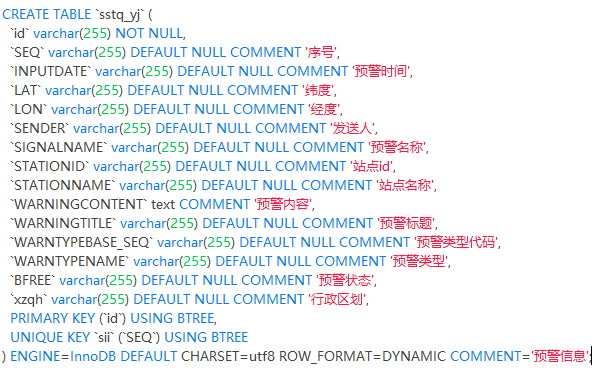 CREATE TABLE `sstq_yj` (
`id` varchar(255) NOT NULL,
`SEQ` varchar(255) DEFAULT NULL COMMENT '序号',
`INPUTDATE` varchar(255) DEFAULT NULL COMMENT '预警时间',
`LAT` varchar(255) DEFAULT NULL COMMENT '纬度',
`LON` varchar(255) DEFAULT NULL COMMENT '经度',
`SENDER` varchar(255) DEFAULT NULL COMMENT '发送人',
`SIGNALNAME` varchar(255) DEFAULT NULL COMMENT '预警名称',
`STATIONID` varchar(255) DEFAULT NULL COMMENT '站点id',
`STATIONNAME` varchar(255) DEFAULT NULL COMMENT '站点名称',
`WARNINGCONTENT` text COMMENT '预警内容',
`WARNINGTITLE` varchar(255) DEFAULT NULL COMMENT '预警标题',
`WARNTYPEBASE_SEQ` varchar(255) DEFAULT NULL COMMENT '预警类型代码',
`WARNTYPENAME` varchar(255) DEFAULT NULL COMMENT '预警类型',
`BFREE` varchar(255) DEFAULT NULL COMMENT '预警状态',
`xzqh` varchar(255) DEFAULT NULL COMMENT '行政区划',
PRIMARY KEY (`id`) USING BTREE,
UNIQUE KEY `sii` (`SEQ`) USING BTREE
) ENGINE=InnoDB DEFAULT CHARSET=utf8 ROW_FORMAT=DYNAMIC COMMENT='预警信息';